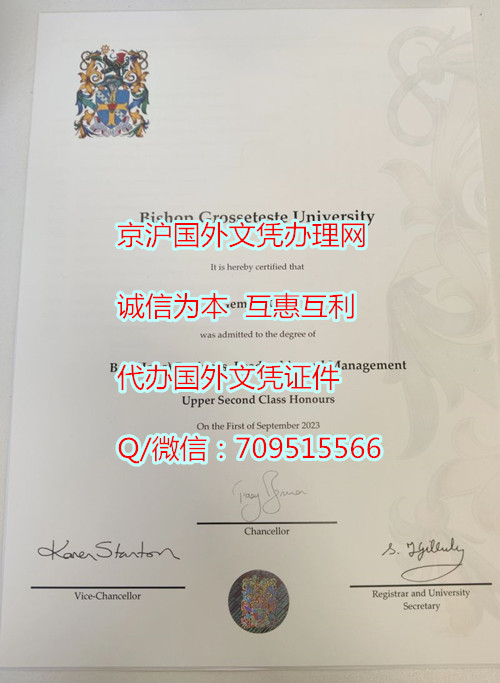 Bishop Grosseteste University
京沪国外文凭办理网
It is hereby certified that
诚信为本 互惠互利
was admitted to the degree of
Management
代办国外文凭证件
Upper Second Class Honours
On the First of September 2023
Q/微信：709515566
Chancellor
Karen Stanton
Vice-Chancellor
Registrar and University
Secretary